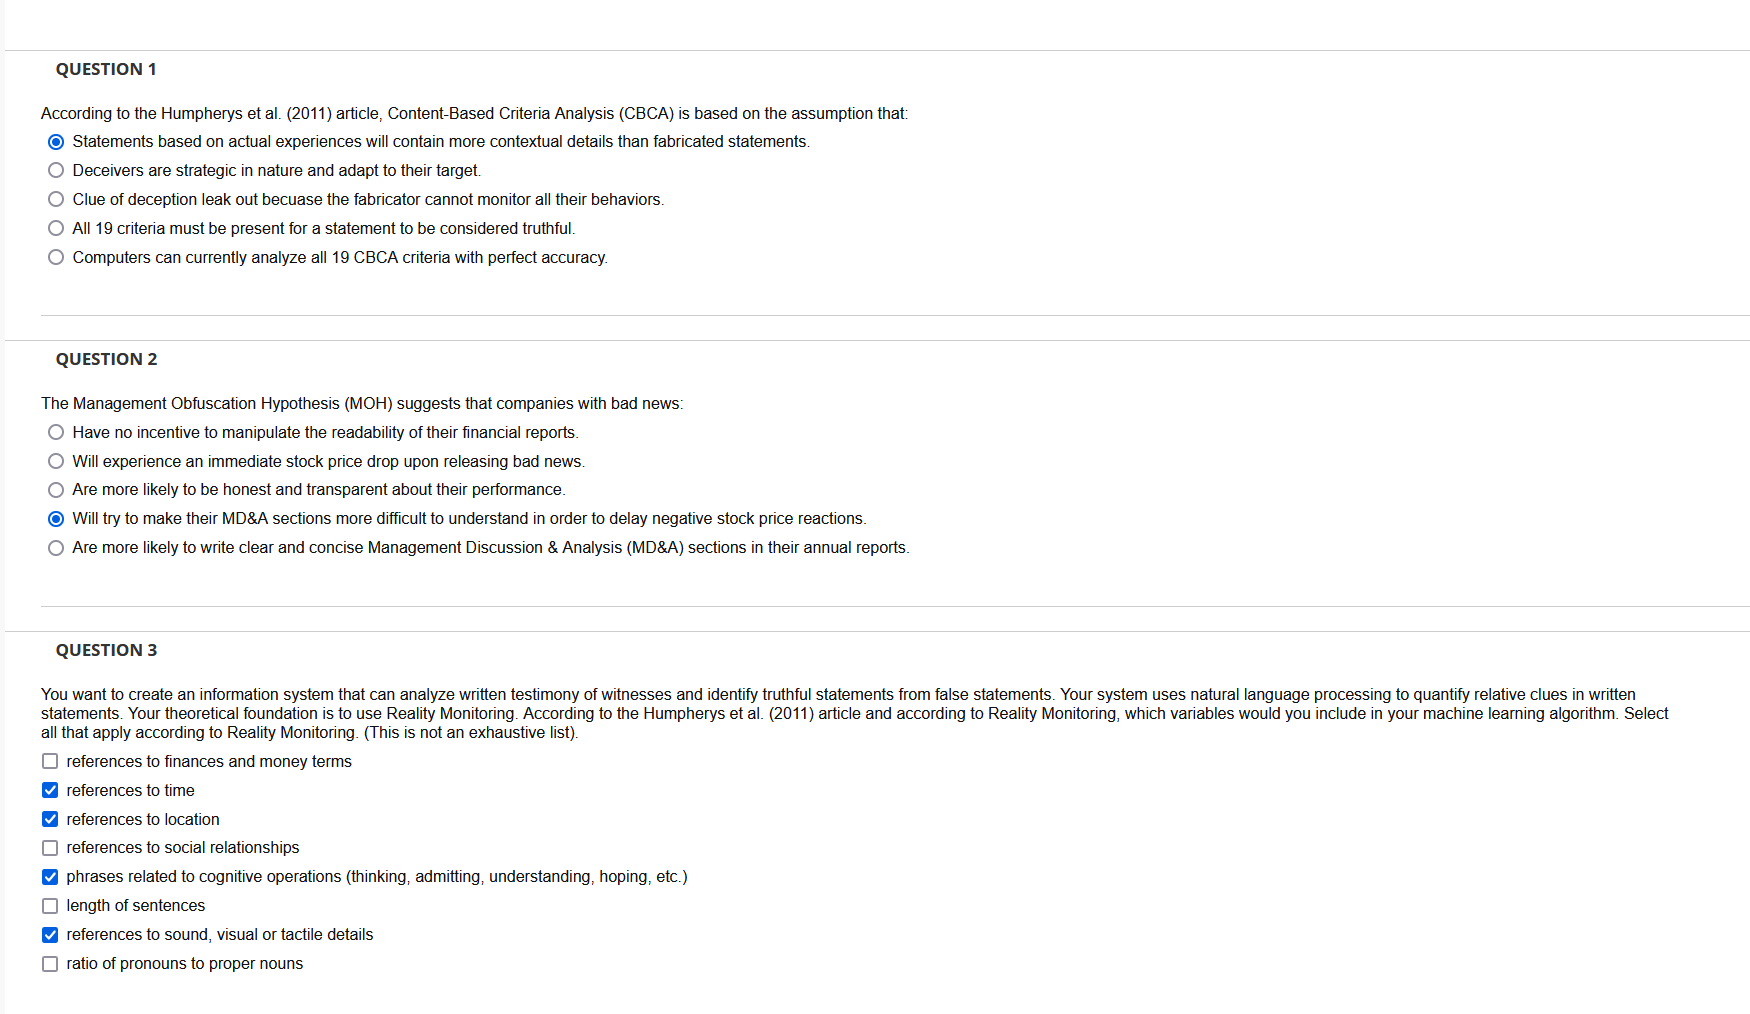 QUESTION 1
According to the Humpherys et al. (2011) article, Content-Based Criteria Analysis (CBCA) is based on the assumption that:
Statements based on actual experiences will contain more contextual details than fabricated statements.
Deceivers are strategic in nature and adapt to their target.
Clue of deception leak out becuase the fabricator cannot monitor all their behaviors.
All 19 criteria must be present for a statement to be considered truthful.
Computers can currently analyze all 19 CBCA criteria with perfect accuracy.
QUESTION 2
The Management Obfuscation Hypothesis (MOH) suggests that companies with bad news:
Have no incentive to manipulate the readability of their financial reports.
Will experience an immediate stock price drop upon releasing bad news.
Are more likely to be honest and transparent about their performance.
Will try to make their MD&A sections more difficult to understand in order to delay negative stock price reactions.
Are more likely to write clear and concise Management Discussion & Analysis (MD&A) sections in their annual reports.
QUESTION 3
You want to create an information system that can analyze written testimony of witnesses and identify truthful statements from false statements. Your system uses natural language processing to quantify relative clues in written
statements. Your theoretical foundation is to use Reality Monitoring. According to the Humpherys et al. (2011) article and according to Reality Monitoring, which variables would you include in your machine learning algorithm. Select
all that apply according to Reality Monitoring. (This is not an exhaustive list).
references to finances and money terms
references to time
references to location
references to social relationships
phrases related to cognitive operations (thinking, admitting, understanding, hoping, etc.)
length of sentences
references to sound, visual or tactile details
ratio of pronouns to proper nouns